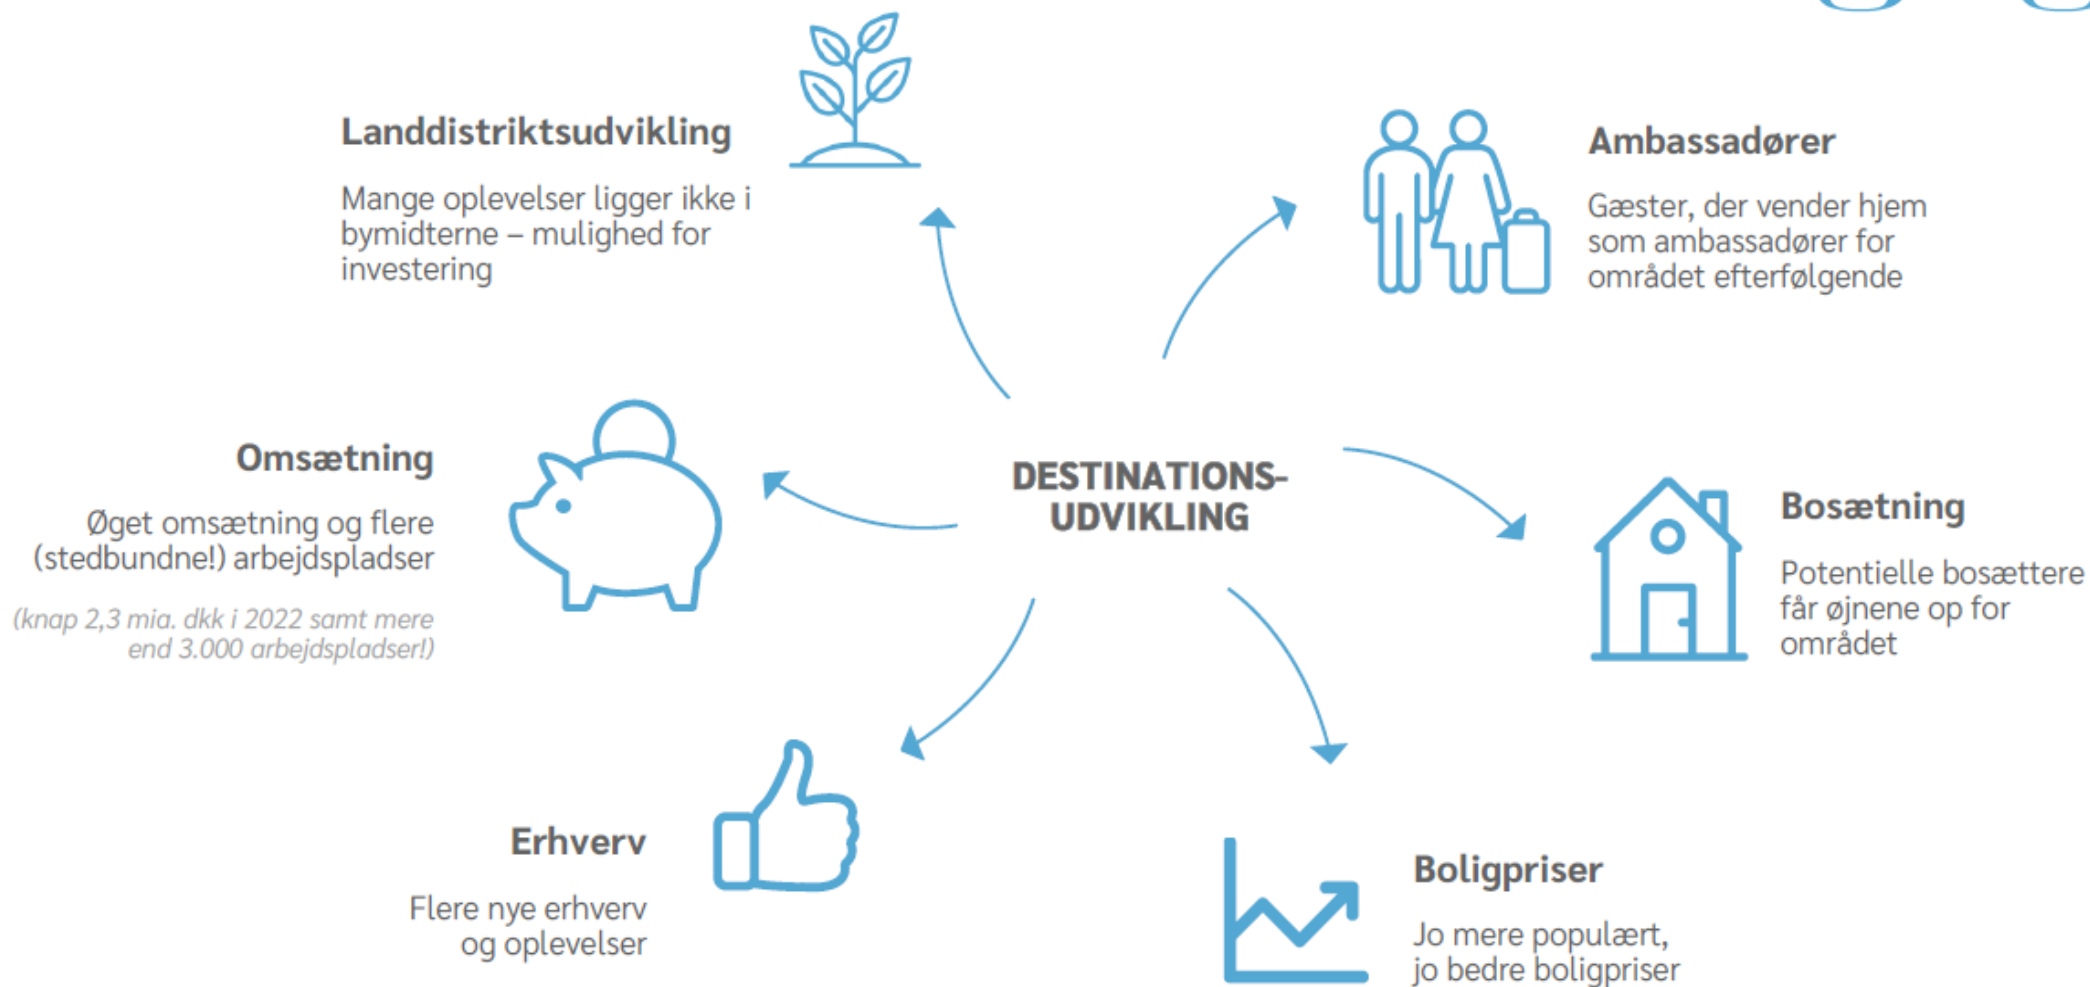 Landdistriktsudvikling
Mange oplevelser ligger ikke i
bymidterne – mulighed for
investering
Ambassadører
Gæster, der vender hjem
som ambassadører for
området efterfølgende
Omsætning
Øget omsætning og flere
(stedbundne!) arbejdspladser
(knap 2,3 mia. dkk i 2022 samt mere
end 3.000 arbejdspladser!)
DESTINATIONS-
UDVIKLING
Bosætning
Potentielle bosættere
får øjnene op for
området
Erhverv
Flere nye erhverv
og oplevelser
Boligpriser
Jo mere populært,
jo bedre boligpriser